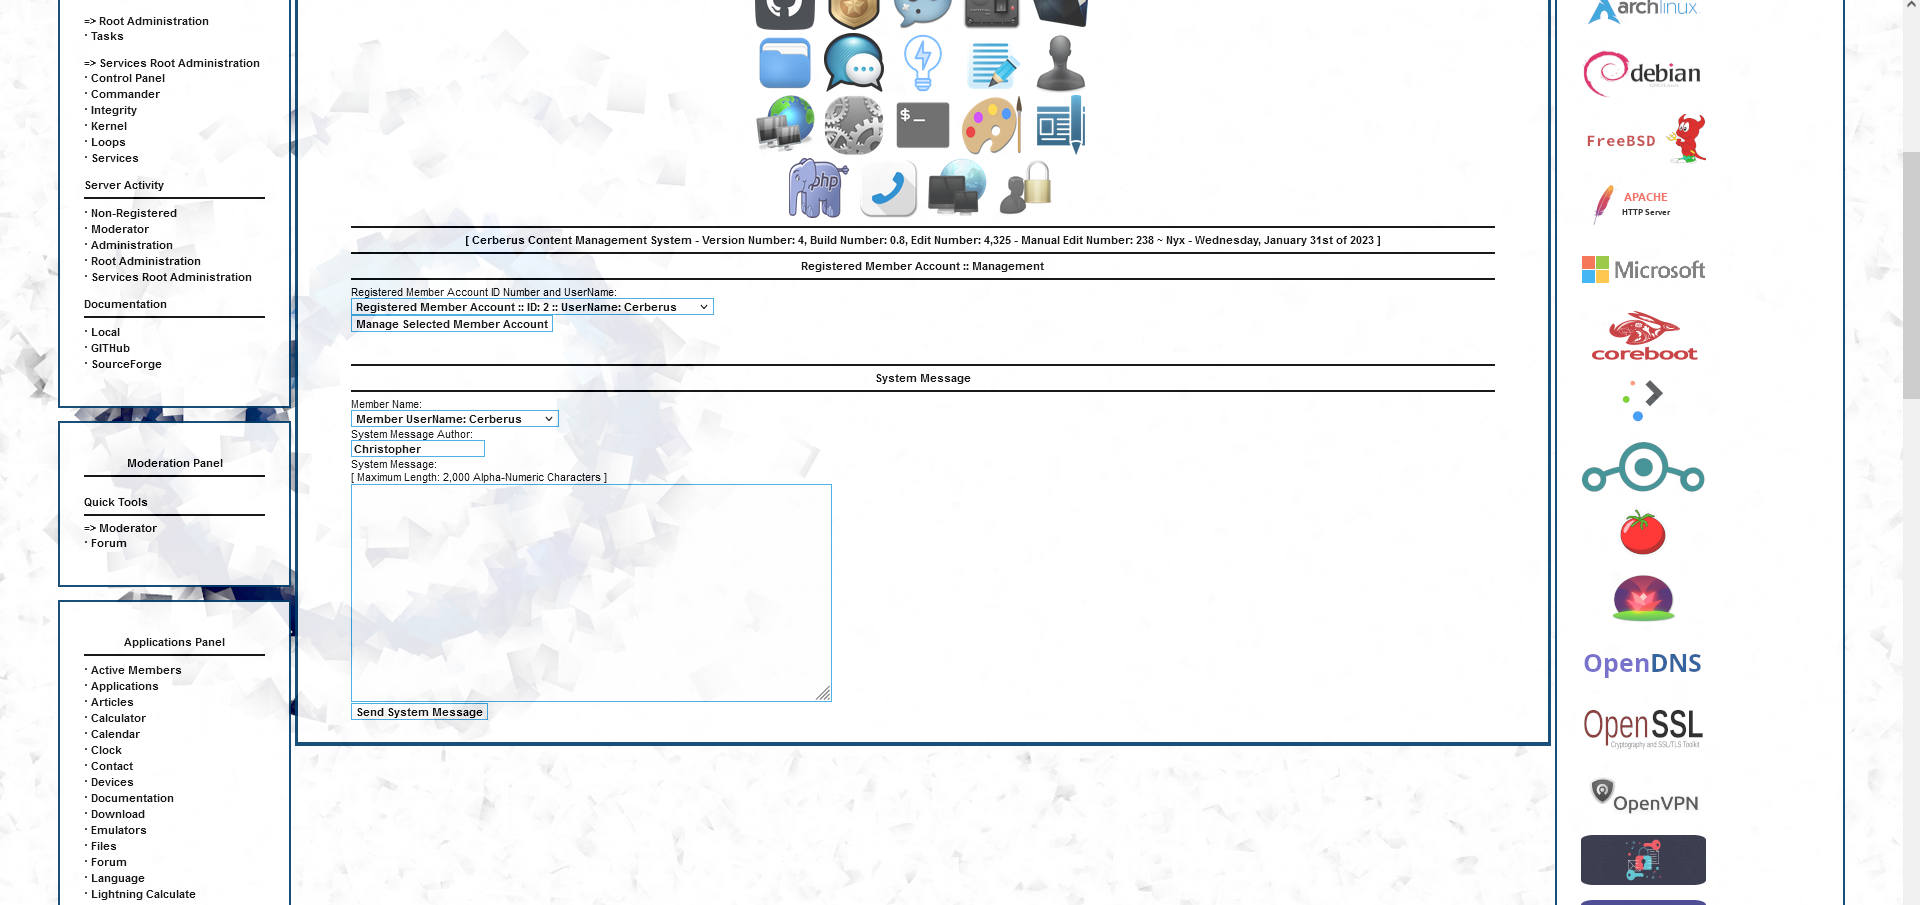 => Root Administration
· Tasks
=> Services Root Administration
· Control Panel
· Commander
· Integrity
· Kernel
· Loops
· Services
Server Activity
· Non-Registered
· Moderator
· Administration
· Root Administration
· Services Root Administration
Documentation
· Local
· GITHub
· SourceForge
Moderation Panel
Quick Tools
=> Moderator
· Forum
Applications Panel
· Active Members
· Applications
· Articles
· Calculator
· Calendar
· Clock
· Contact
· Devices
· Documentation
· Download
· Emulators
· Files
· Forum
· Language
· Lightning Calculate
$ _
php
[ Cerberus Content Management System - Version Number: 4, Build Number: 0.8, Edit Number: 4,325 - Manual Edit Number: 238 ~ Nyx - Wednesday, January 31st of 2023 ]
Registered Member Account :: Management
Registered Member Account ID Number and UserName:
Registered Member Account :: ID: 2 :: UserName: Cerberus
Manage Selected Member Account
System Message
Member Name:
Member UserName: Cerberus
System Message Author:
Christopher
System Message:
[ Maximum Length: 2,000 Alpha-Numeric Characters ]
Send System Message
archlinux
debian
FreeBSD
APACHE
HTTP Server
Microsoft
coreboot
OpenDNS
OpenSSL
Cryptography and SSL/TLS Toolkit
OpenVPN